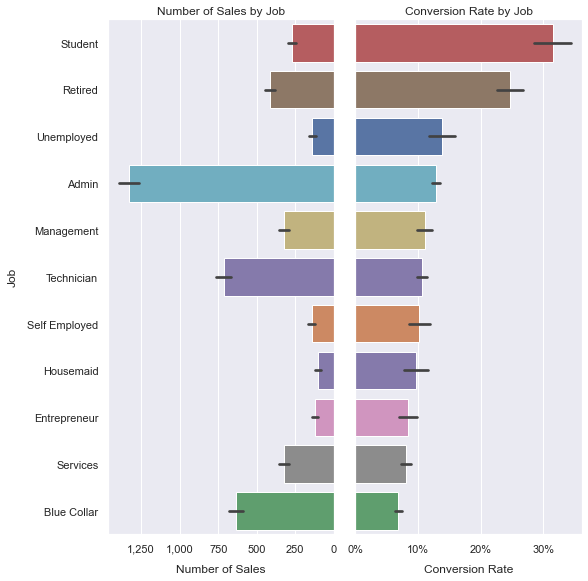 Number of Sales by Job
Conversion Rate by Job
Job
Student
Retired
Unemployed
Admin
Management
Technician
Self Employed
Housemaid
Entrepreneur
Services
Blue Collar
1,250 1,000 750 500 250 0
0% 10% 20% 30%
Number of Sales
Conversion Rate